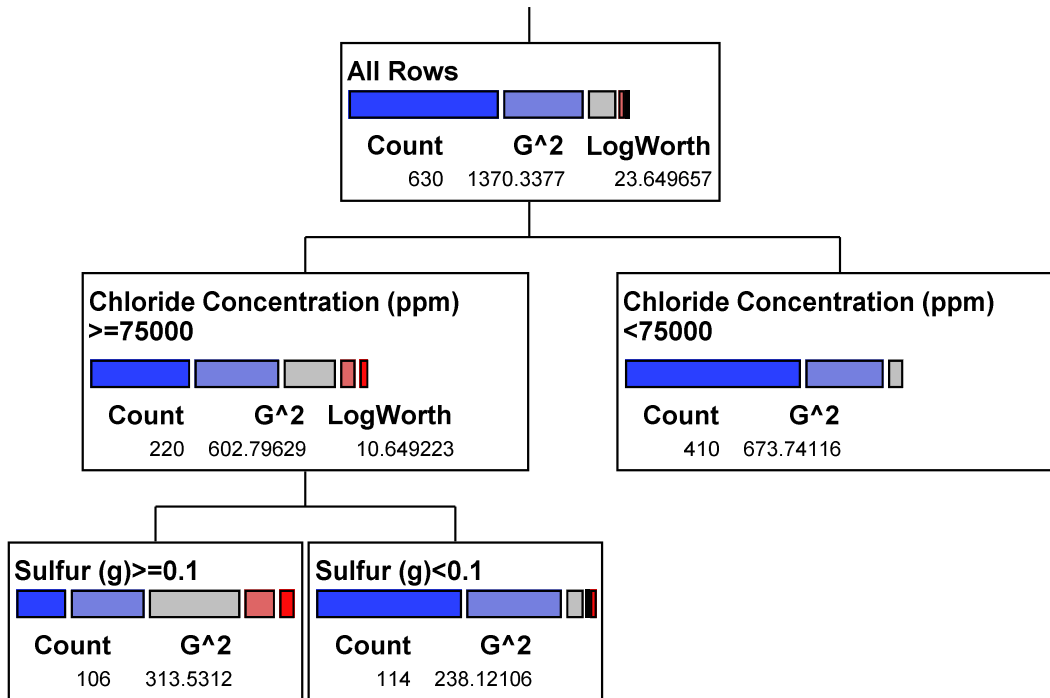 All Rows
Count G^2 LogWorth
630 1370.3377 23.649657
Chloride Concentration (ppm)
>=75000
Count G^2 LogWorth
220 602.79629 10.649223
Chloride Concentration (ppm)
<75000
Count G^2
410 673.74116
Sulfur (g)>=0.1
Count G^2
106 313.5312
Sulfur (g)<0.1
Count G^2
114 238.12106